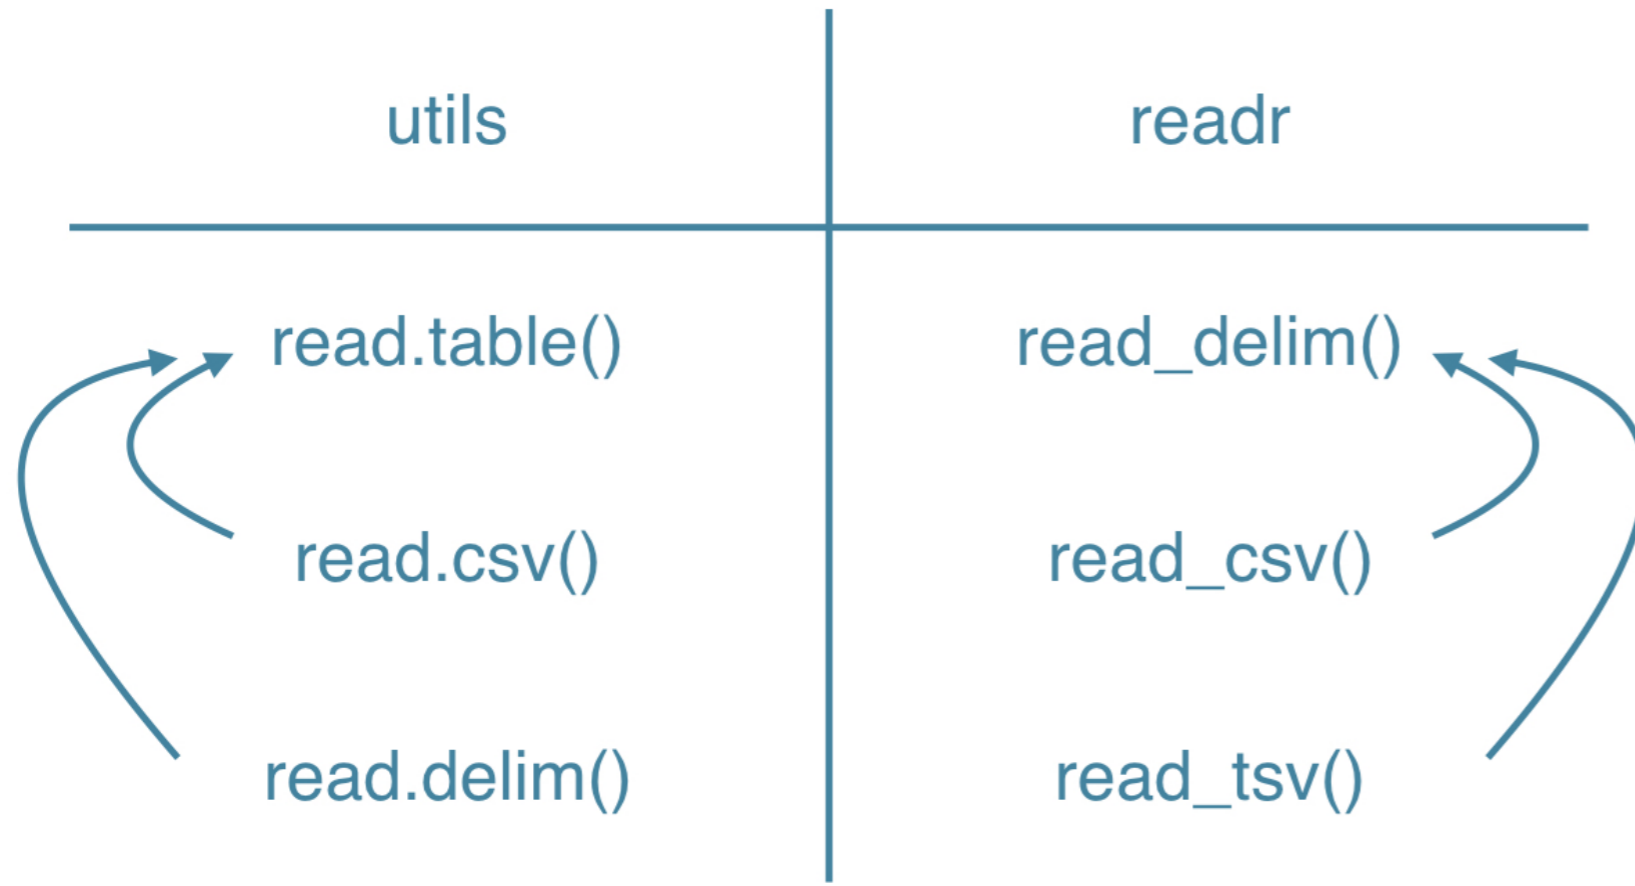 utils readr
read.table() read_delim()
read.csv() read_csv()
read.delim() read_tsv()